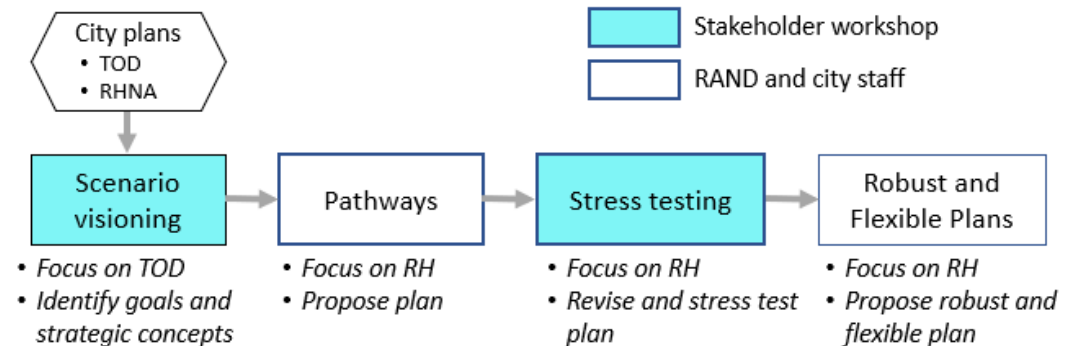 City plans
• TOD
• RHNA
Stakeholder workshop
RAND and city staff
Scenario
visioning
Pathways
Stress testing
Robust and
Flexible Plans
• Focus on TOD
• Identify goals and
strategic concepts
• Focus on RH
• Propose plan
• Focus on RH
• Revise and stress test
plan
• Focus on RH
• Propose robust and
flexible plan